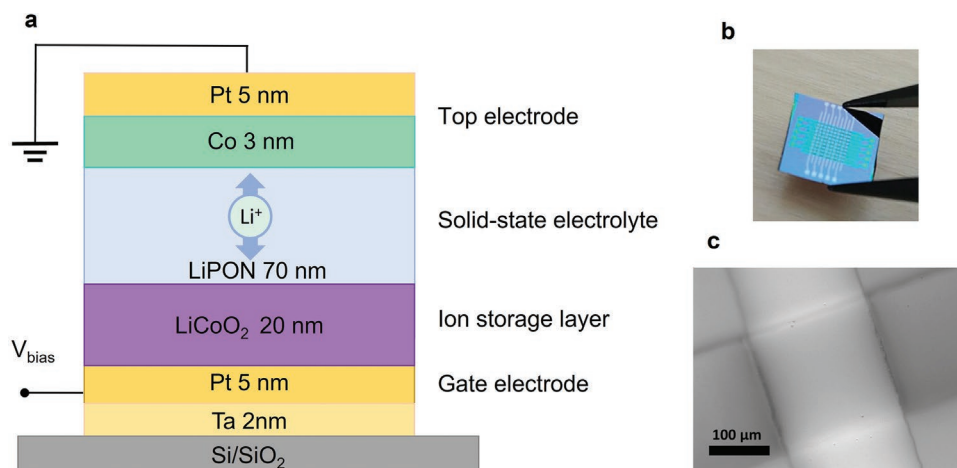 a
Pt 5 nm
Co 3 nm
Top electrode
Li⁺
LiPON 70 nm
Solid-state electrolyte
LiCoO₂ 20 nm
Ion storage layer
V_bias
Pt 5 nm
Gate electrode
Ta 2nm
Si/SiO₂
b
c
100 µm